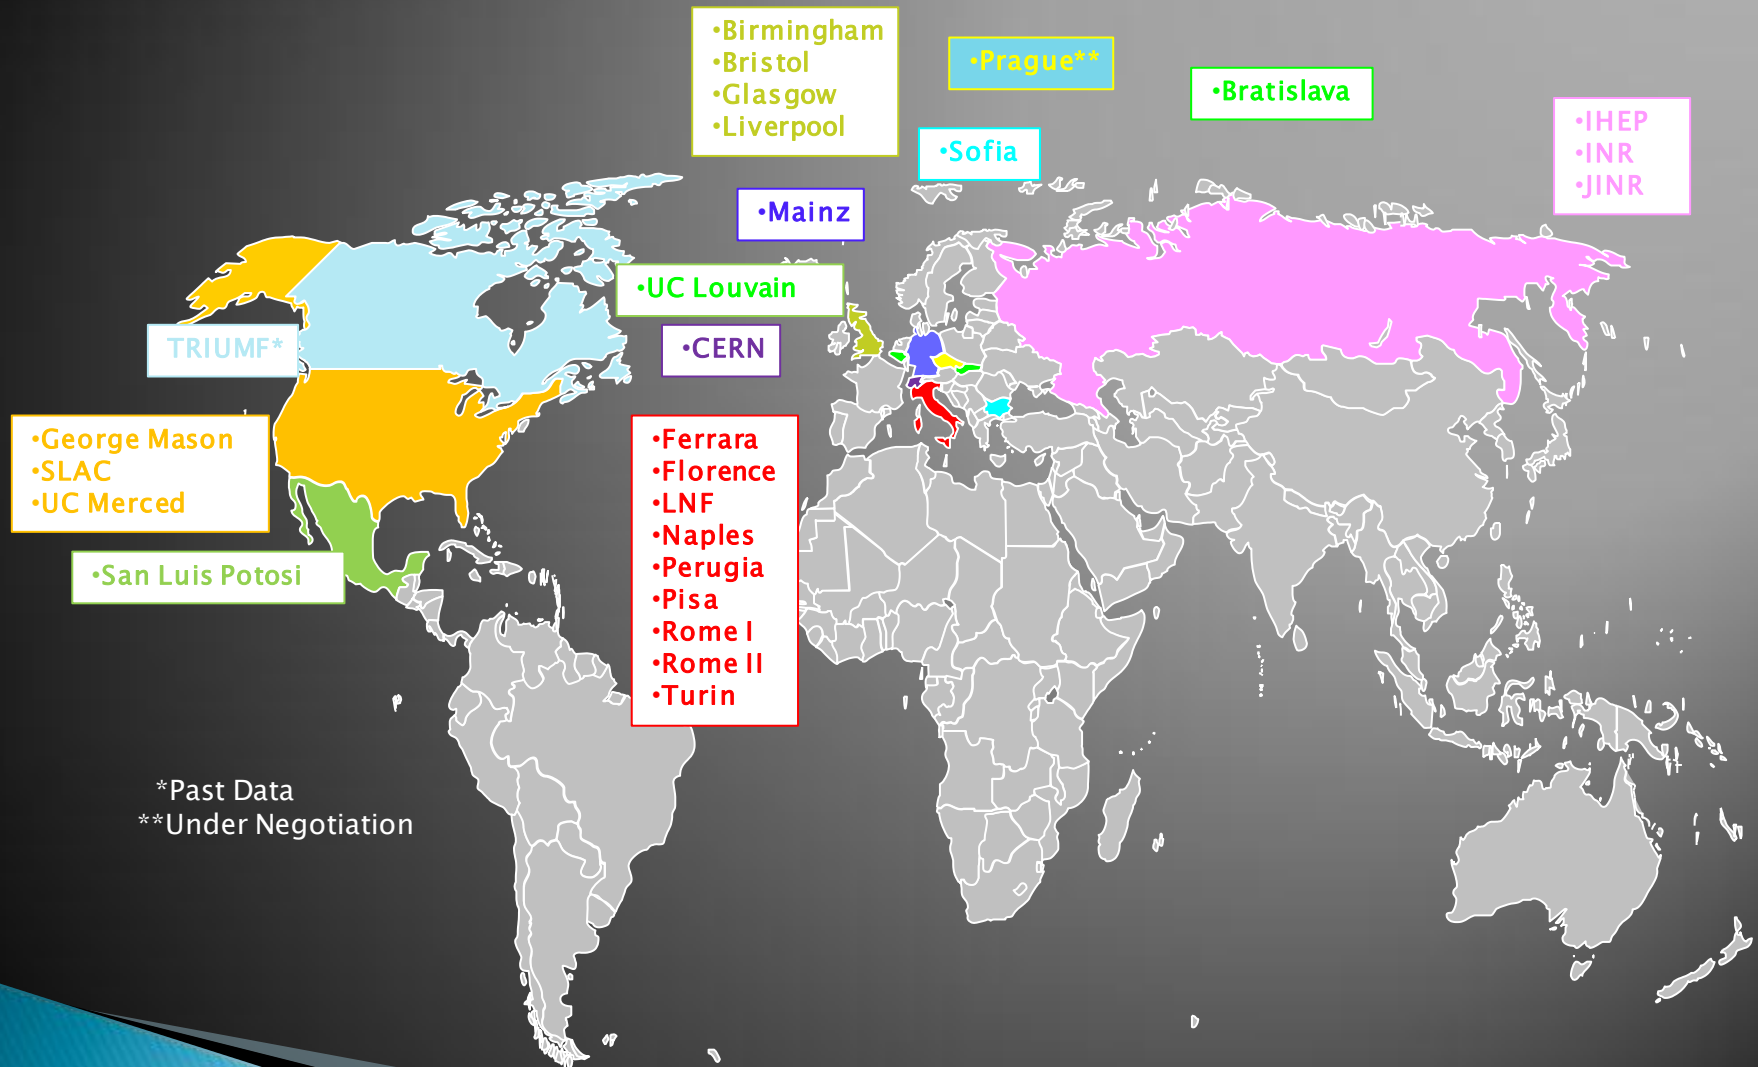 •Birmingham
•Bristol
•Glasgow
•Liverpool
•Prague**
•Bratislava
•IHEP
•INR
•JINR
•Sofia
•Mainz
•UC Louvain
TRIUMF*
•CERN
•George Mason
•SLAC
•UC Merced
•Ferrara
•Florence
•LNF
•Naples
•Perugia
•Pisa
•Rome I
•Rome II
•Turin
•San Luis Potosi
*Past Data
**Under Negotiation